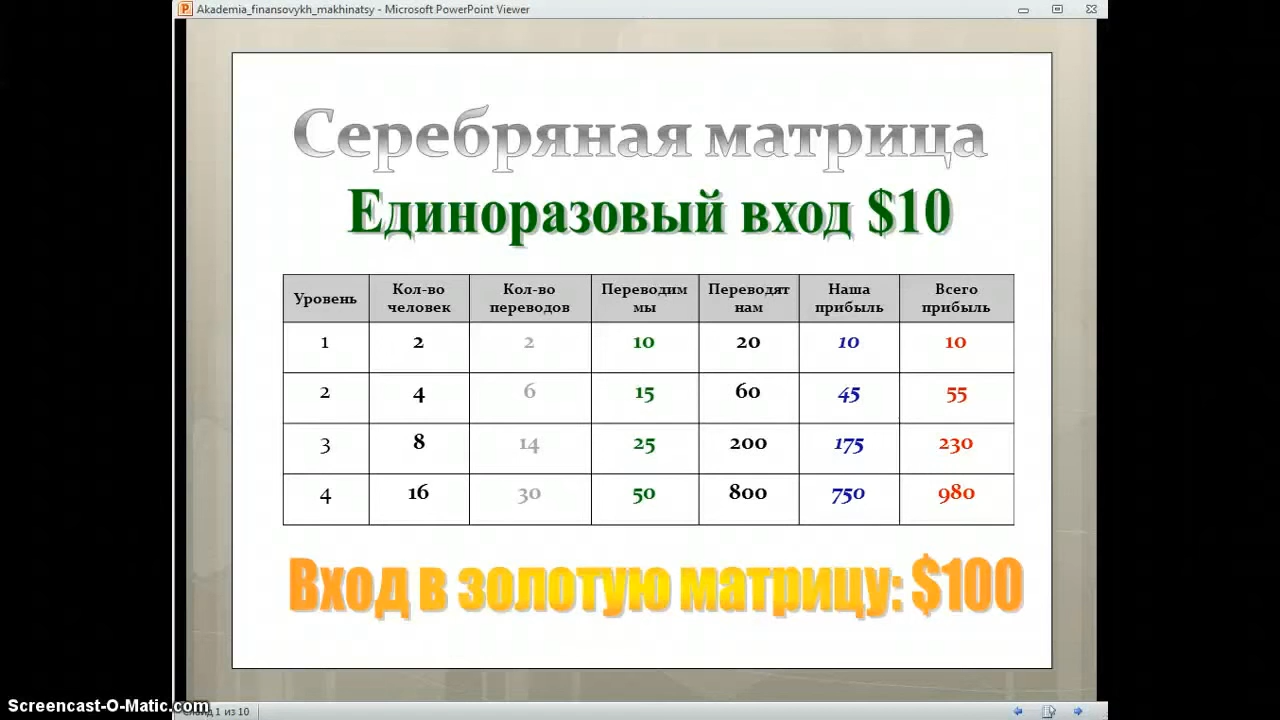 Akademia_finansovykh_makhinatsy - Microsoft PowerPoint Viewer
Серебряная матрица
Единоразовый вход $10
Уровень Кол-во человек Кол-во переводов Переводим мы Переводят нам Наша прибыль Всего прибыль
1 2 2 10 20 10 10
2 4 6 15 60 45 55
3 8 14 25 200 175 230
4 16 30 50 800 750 980
Вход в золотую матрицу: $100
Screencast-O-Matic.com
Слайд 1 из 10